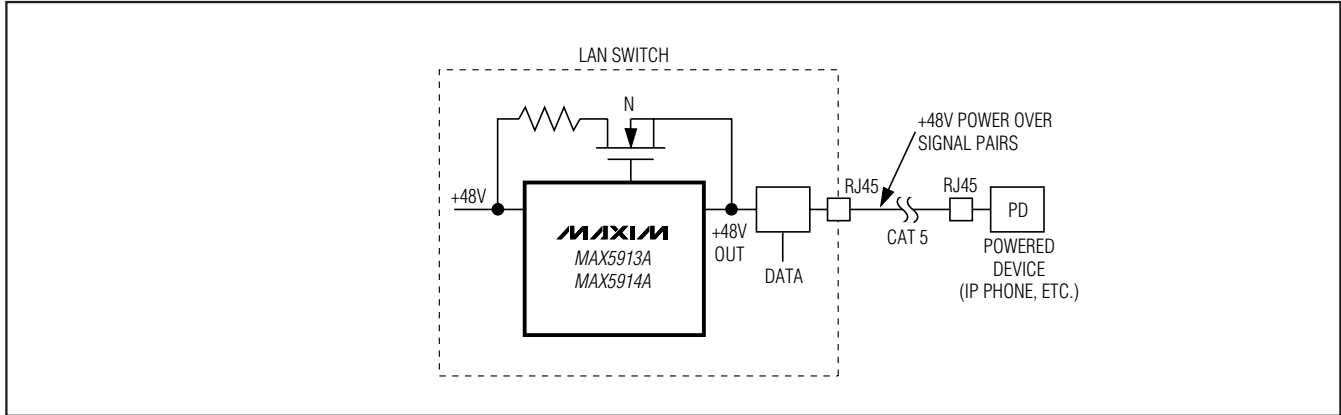 LAN SWITCH
N
+48V POWER OVER
SIGNAL PAIRS
+48V
RJ45
RJ45
MAXIM
MAX5913A
MAX5914A
+48V
OUT
DATA
CAT 5
PD
POWERED
DEVICE
(IP PHONE, ETC.)